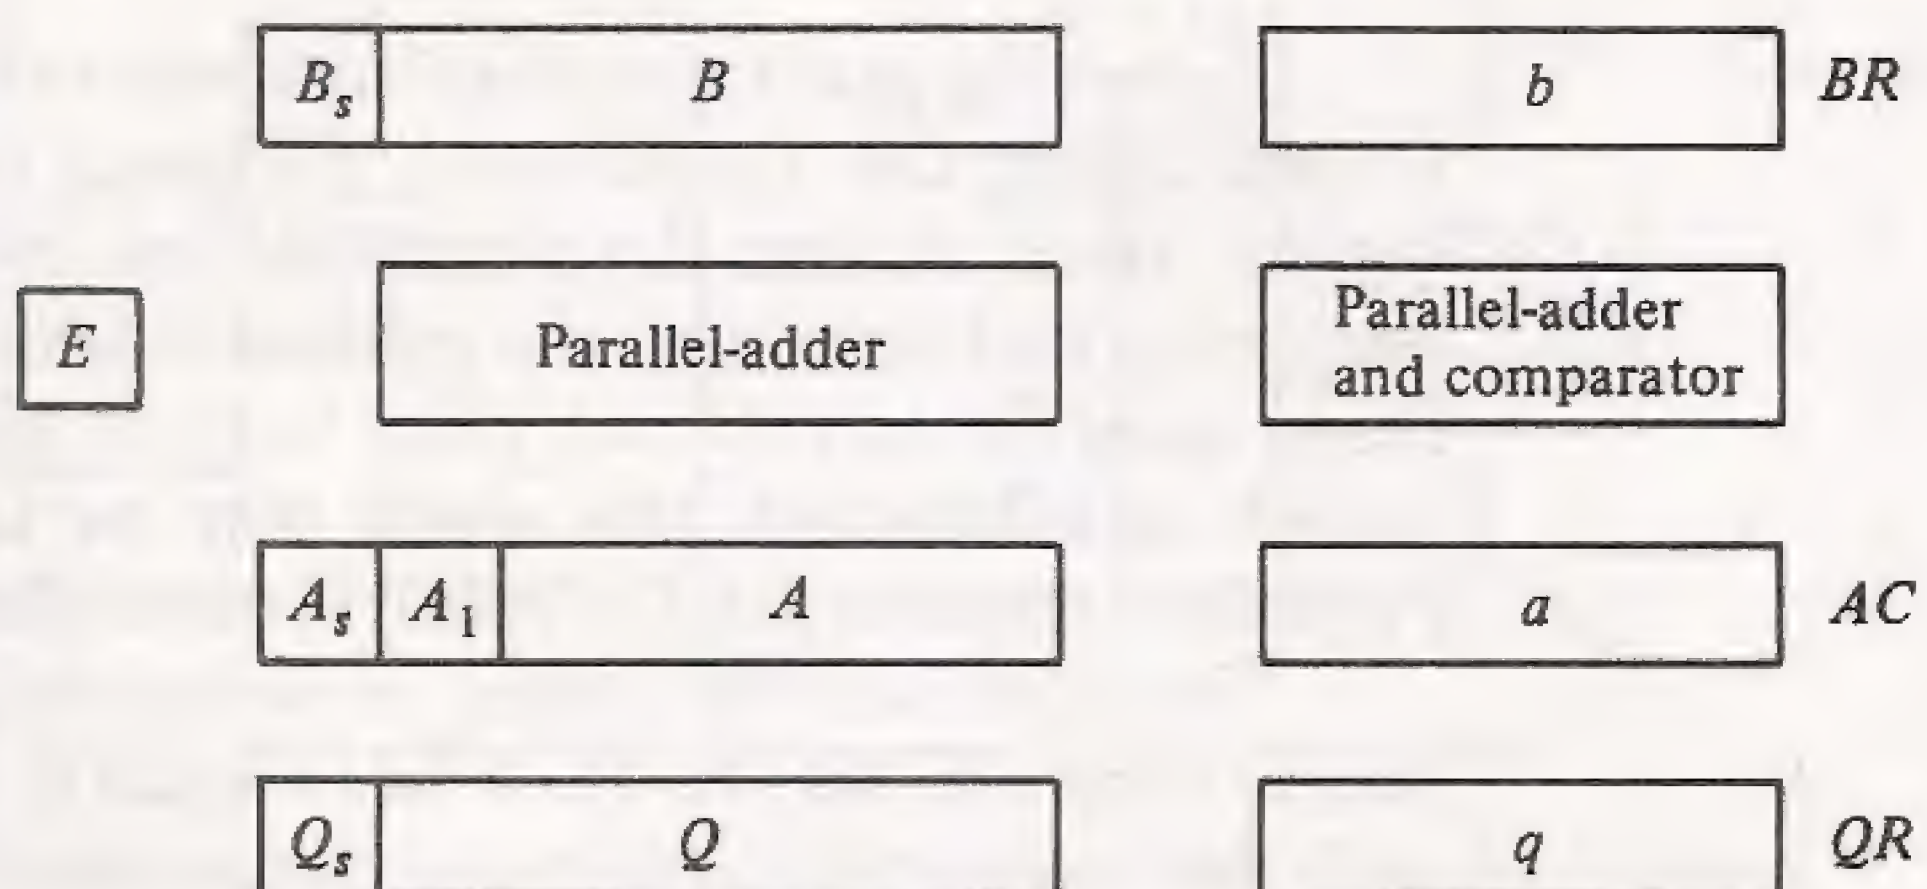 B_s B b BR
E Parallel-adder Parallel-adder
and comparator
A_s A_1 A a AC
Q_s Q q QR